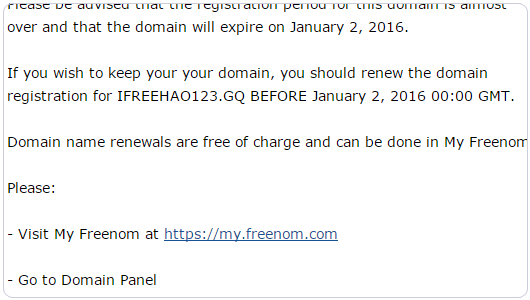 Please be advised that the registration period for this domain is almost
over and that the domain will expire on January 2, 2016.
If you wish to keep your your domain, you should renew the domain
registration for IFREEHAO123.GQ BEFORE January 2, 2016 00:00 GMT.
Domain name renewals are free of charge and can be done in My Freenom
Please:
- Visit My Freenom at https://my.freenom.com
- Go to Domain Panel